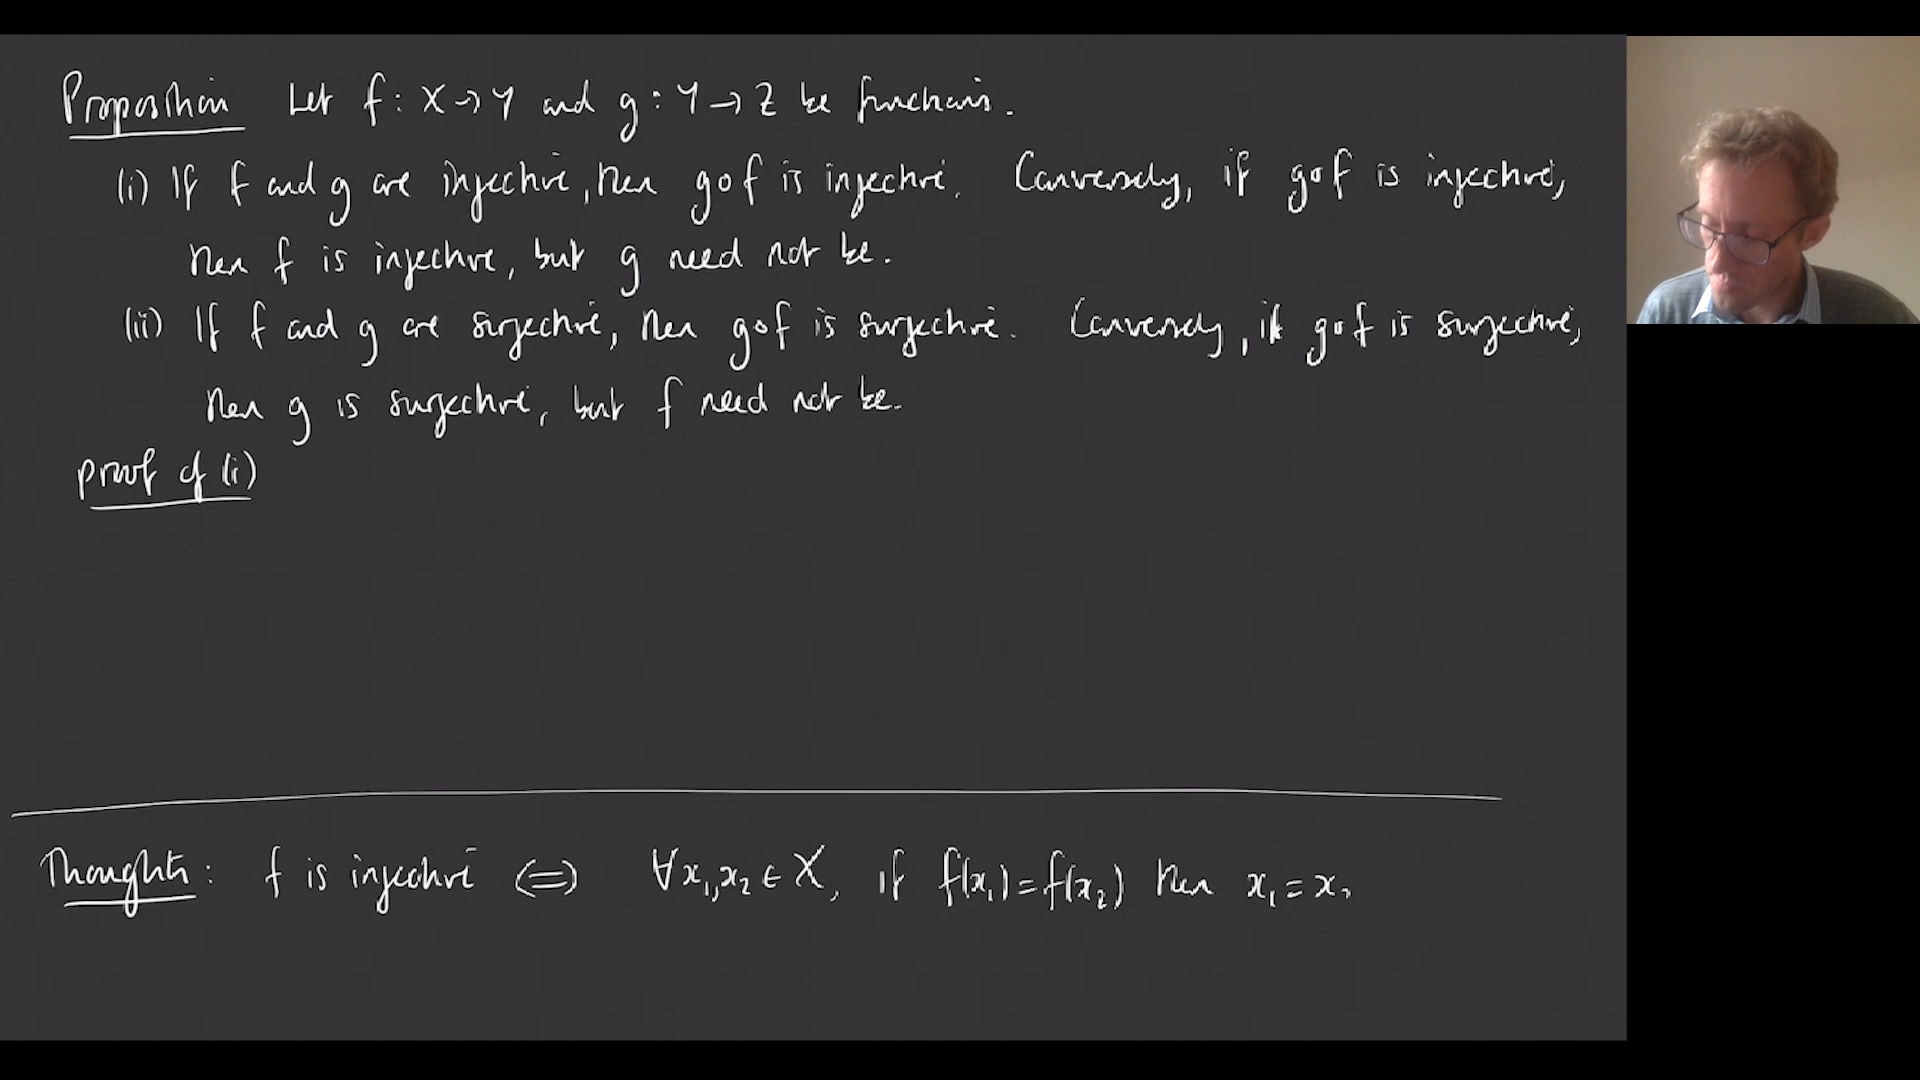 Proposition Let f: X → Y and g: Y → Z be functions.
(i) If f and g are injective, then g∘f is injective. Conversely, if g∘f is injective,
then f is injective, but g need not be.
(ii) If f and g are surjective, then g∘f is surjective. Conversely, if g∘f is surjective,
then g is surjective, but f need not be.
proof of (i)
Thoughts: f is injective ⇔ ∀x₁,x₂ ∈ X, if f(x₁)=f(x₂) then x₁=x₂